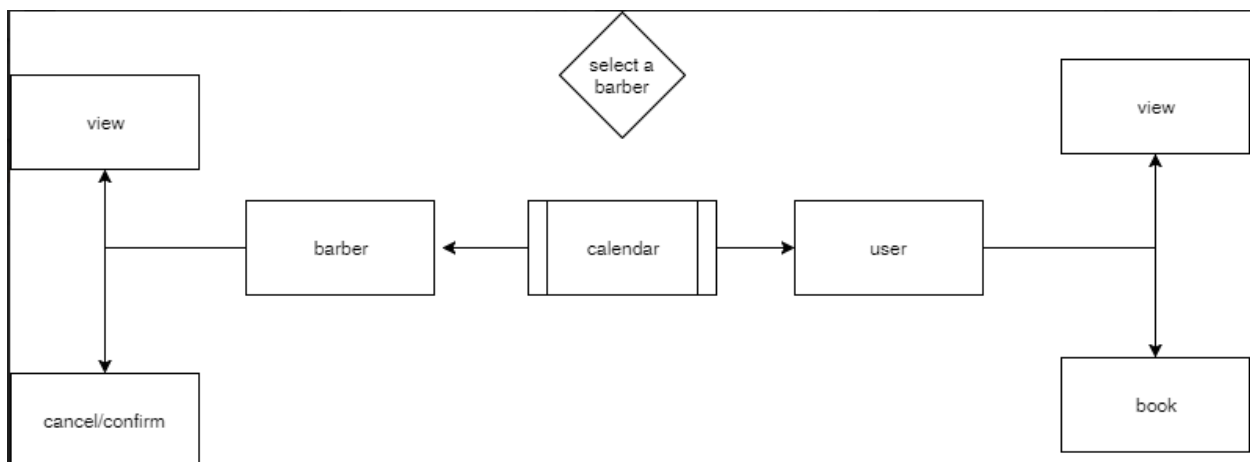 select a
barber
view
view
barber
calendar
user
cancel/confirm
book